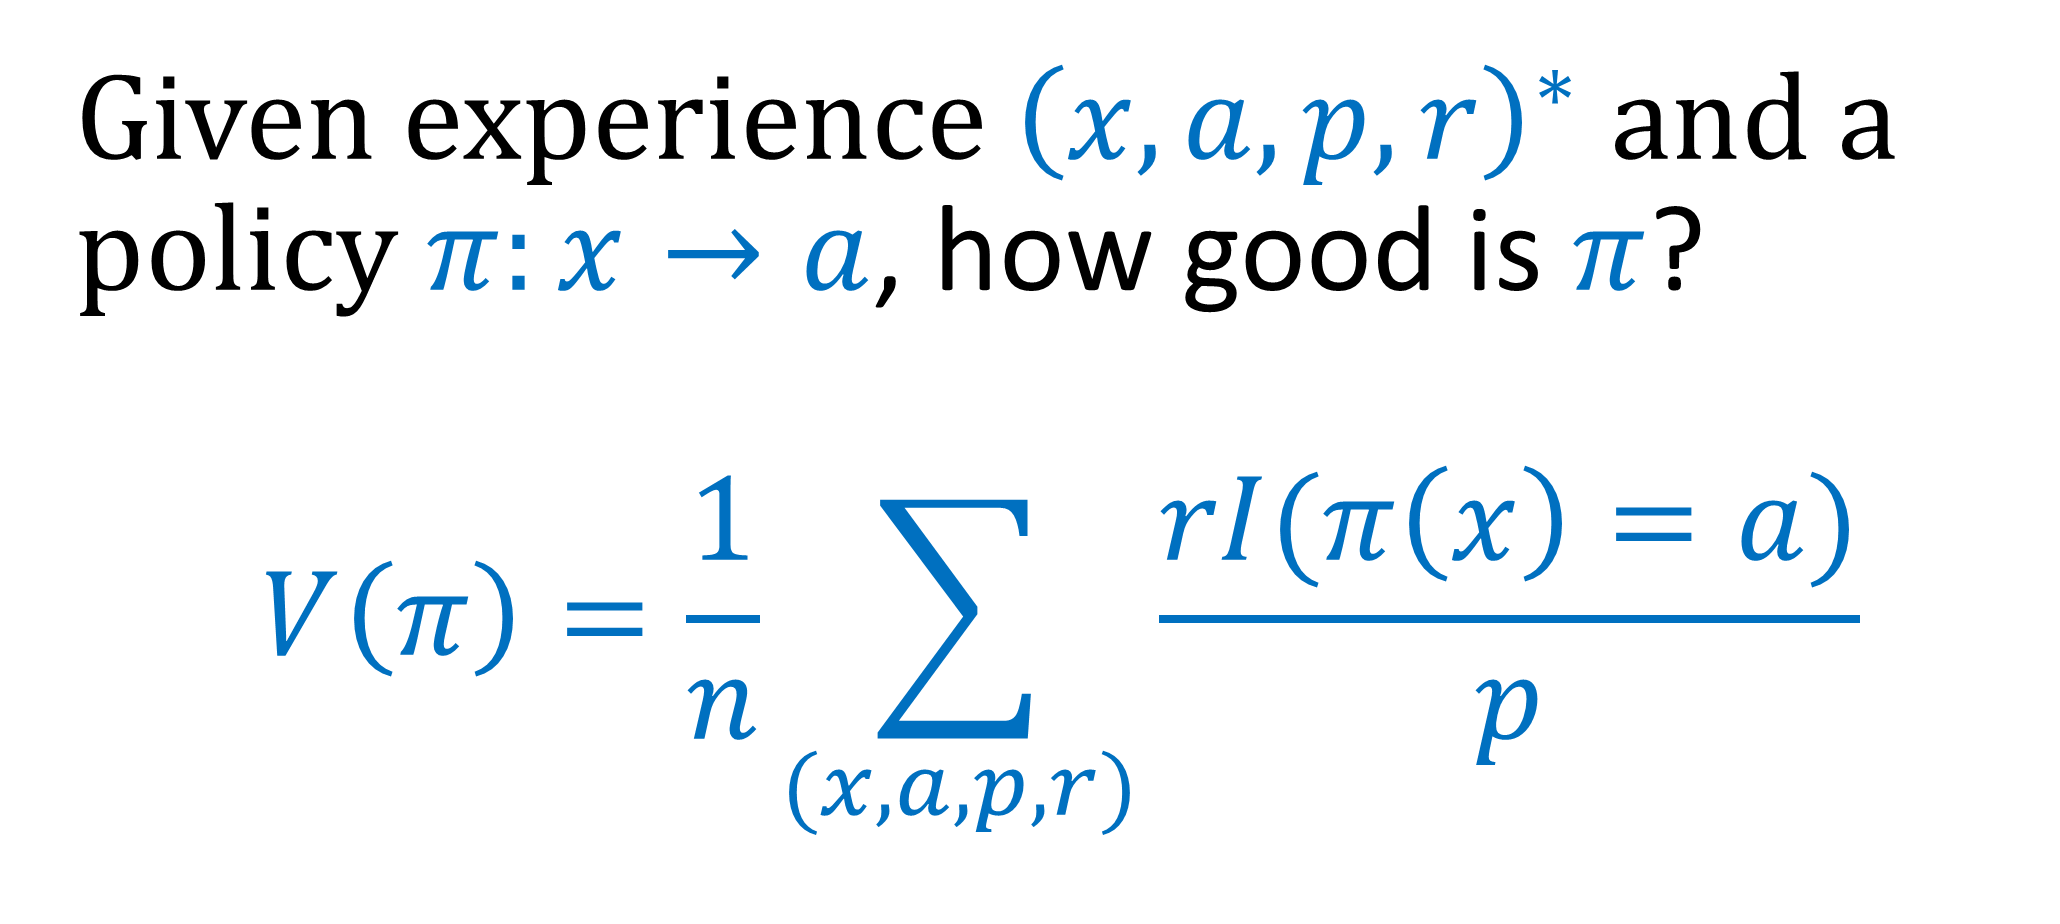 Given experience (x, a, p, r)* and a
policy π: x → a, how good is π?
V(π) = 1/n ∑_(x,a,p,r) rI(π(x) = a)/p